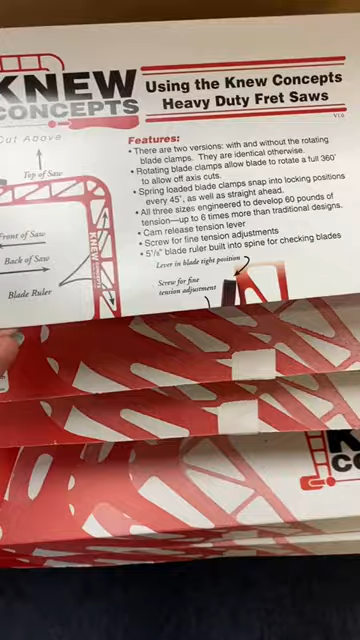 KNEW
CONCEPTS
Cut Above
Using the Knew Concepts
Heavy Duty Fret Saws
V1.6
Top of Saw
Front of Saw
Back of Saw
Blade Ruler
KNEW
Features:
• There are two versions: with and without the rotating
blade clamps. They are identical otherwise.
• Rotating blade clamps allow blade to rotate a full 360°
to allow off axis cuts.
• Spring loaded blade clamps snap into locking positions
every 45°, as well as straight ahead.
• All three sizes engineered to develop 60 pounds of
tension—up to 6 times more than traditional designs.
• Cam release tension lever
• Screw for fine tension adjustments
• 5⅛" blade ruler built into spine for checking blades
Lever in blade tight position
Screw for fine
tension adjustment
KN
CO